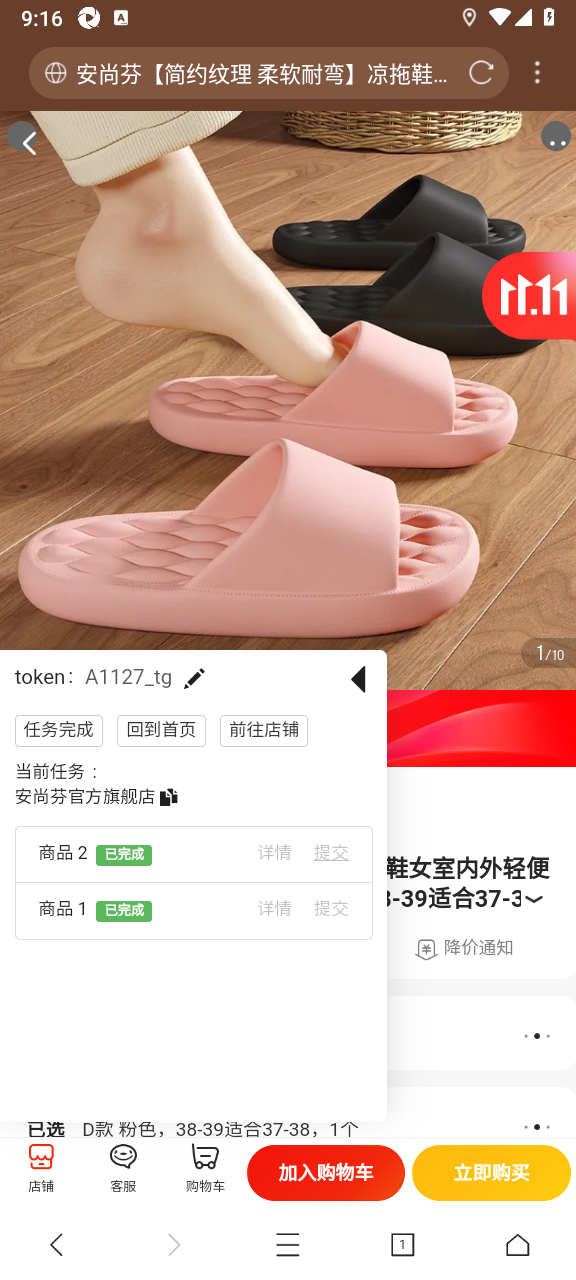 9:16
安尚芬【简约纹理 柔软耐弯】凉拖鞋...
11.11
1/10
token： A1127_tg
任务完成 回到首页 前往店铺
当前任务：
安尚芬官方旗舰店
商品 2 已完成 详情 提交
商品 1 已完成 详情 提交
鞋女室内外轻便
-39适合37-3
降价通知
已选 D款 粉色，38-39适合37-38，1个
店铺 客服 购物车 加入购物车 立即购买
1